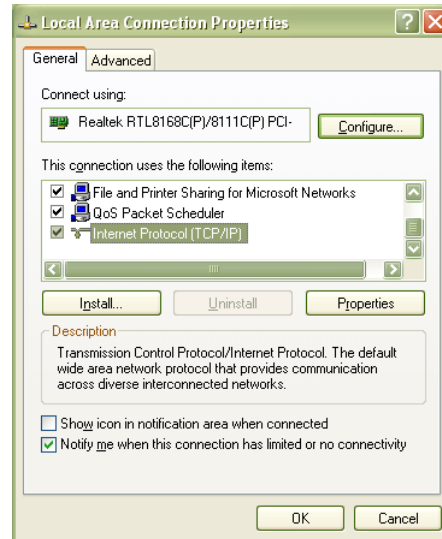 Local Area Connection Properties
General
Advanced
Connect using:
Realtek RTL8168C(P)/8111C(P) PCI-
Configure...
This connection uses the following items:
File and Printer Sharing for Microsoft Networks
QoS Packet Scheduler
Internet Protocol (TCP/IP)
Install...
Uninstall
Properties
Description
Transmission Control Protocol/Internet Protocol. The default
wide area network protocol that provides communication
across diverse interconnected networks.
Show icon in notification area when connected
Notify me when this connection has limited or no connectivity
OK
Cancel